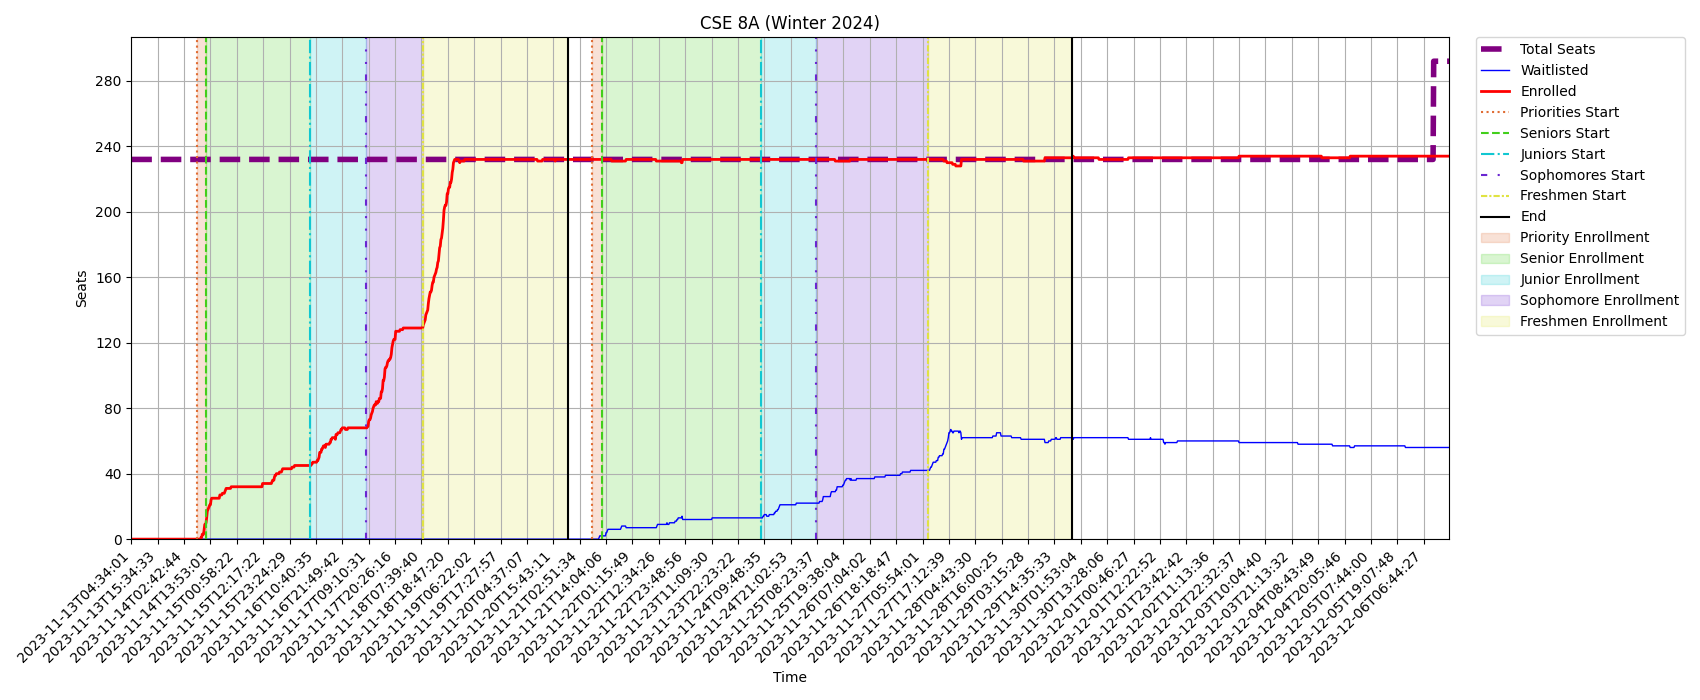 CSE 8A (Winter 2024)
Seats
280
240
200
160
120
80
40
0
2023-11-13T04:34:01
2023-11-13T15:34:33
2023-11-14T02:42:44
2023-11-14T13:53:01
2023-11-15T00:58:22
2023-11-15T12:17:22
2023-11-15T23:24:29
2023-11-16T10:40:35
2023-11-16T21:49:42
2023-11-17T09:10:31
2023-11-17T20:26:16
2023-11-18T07:39:40
2023-11-18T18:47:20
2023-11-19T06:22:02
2023-11-19T17:27:57
2023-11-20T04:37:07
2023-11-20T15:43:11
2023-11-21T02:51:34
2023-11-21T14:04:06
2023-11-22T01:15:49
2023-11-22T12:34:26
2023-11-22T23:48:56
2023-11-23T11:09:30
2023-11-23T22:23:22
2023-11-24T09:48:35
2023-11-24T21:02:53
2023-11-25T08:23:37
2023-11-25T19:38:04
2023-11-26T07:04:02
2023-11-26T18:18:47
2023-11-27T05:54:01
2023-11-27T17:12:39
2023-11-28T04:43:30
2023-11-28T16:00:25
2023-11-29T03:15:28
2023-11-29T14:35:33
2023-11-30T01:53:04
2023-11-30T13:28:06
2023-12-01T00:46:27
2023-12-01T12:22:52
2023-12-01T23:42:42
2023-12-02T11:13:36
2023-12-02T22:32:37
2023-12-03T10:04:40
2023-12-03T21:13:32
2023-12-04T08:43:49
2023-12-04T20:05:46
2023-12-05T07:44:00
2023-12-05T19:07:48
2023-12-06T06:44:27
Time
Total Seats
Waitlisted
Enrolled
Priorities Start
Seniors Start
Juniors Start
Sophomores Start
Freshmen Start
End
Priority Enrollment
Senior Enrollment
Junior Enrollment
Sophomore Enrollment
Freshmen Enrollment